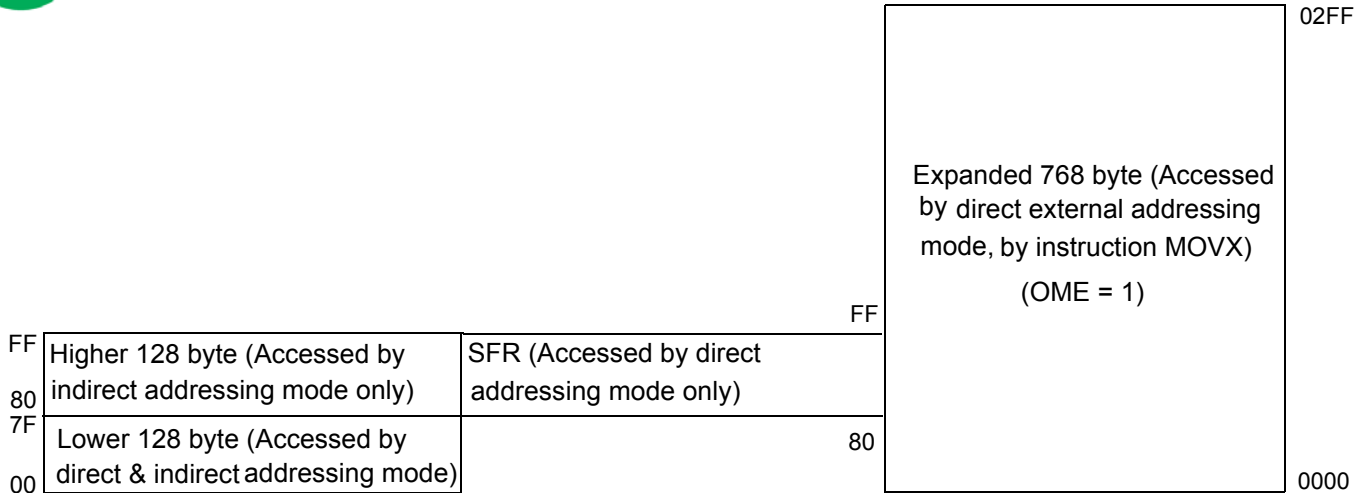 02FF
Expanded 768 byte (Accessed
by direct external addressing
mode, by instruction MOVX)
(OME = 1)
FF
FF
Higher 128 byte (Accessed by
indirect addressing mode only)
80
SFR (Accessed by direct
addressing mode only)
7F
Lower 128 byte (Accessed by
direct & indirect addressing mode)
00
80
0000